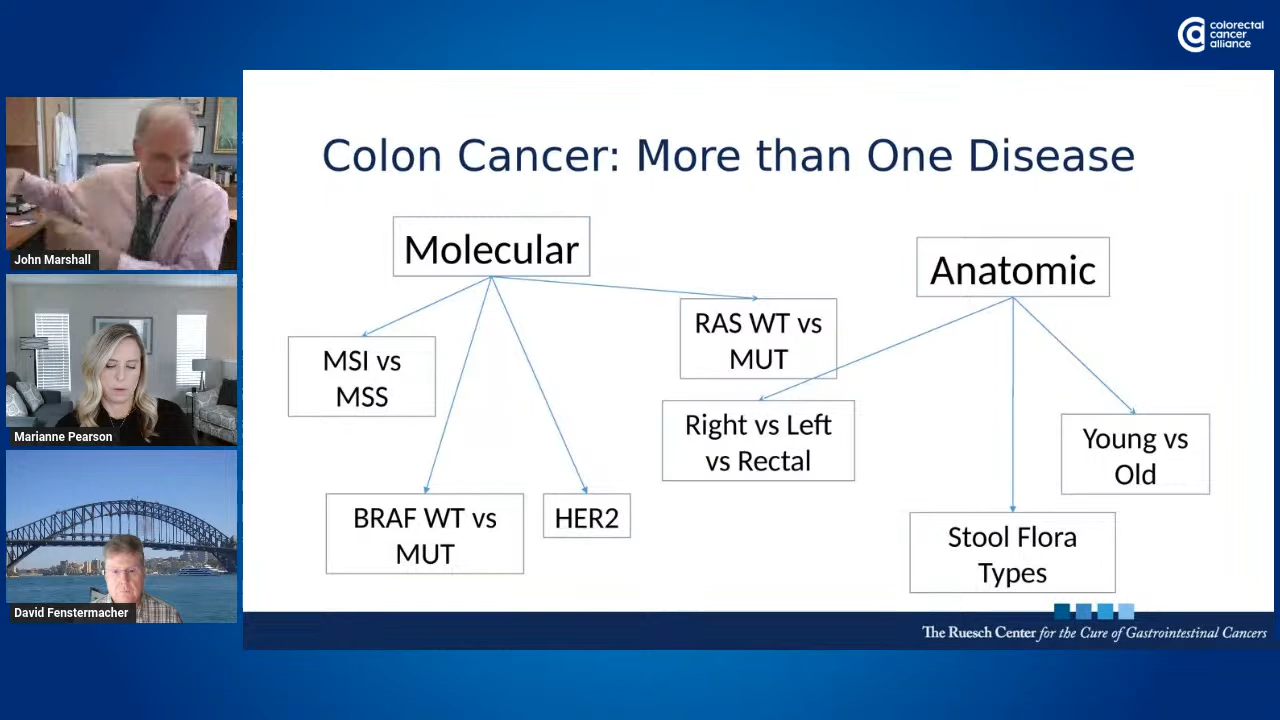 colorectal
cancer
alliance
John Marshall
Marianne Pearson
David Fenstermacher
Colon Cancer: More than One Disease
Molecular
Anatomic
RAS WT vs
MUT
MSI vs
MSS
Right vs Left
vs Rectal
Young vs
Old
BRAF WT vs
MUT
HER2
Stool Flora
Types
The Ruesch Center for the Cure of Gastrointestinal Cancers